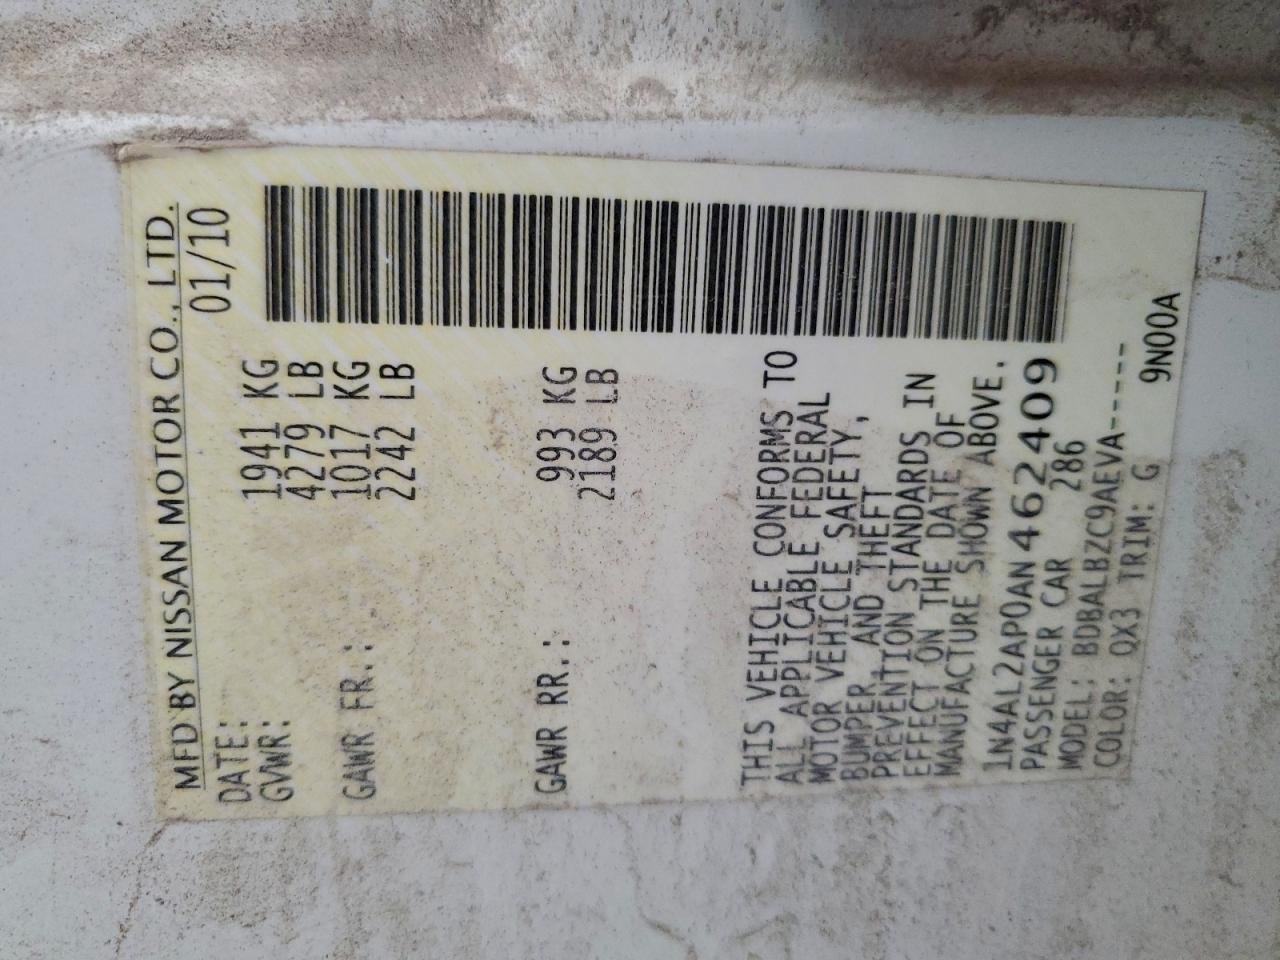 MFD BY NISSAN MOTOR CO., LTD.
DATE: 01/10
GVWR: 1941 KG
4279 LB
GAWR FR.: 1017 KG
2242 LB
GAWR RR.: 993 KG
2189 LB
THIS VEHICLE CONFORMS TO
ALL APPLICABLE FEDERAL
MOTOR VEHICLE SAFETY,
BUMPER, AND THEFT
PREVENTION STANDARDS IN
EFFECT ON THE DATE OF
MANUFACTURE SHOWN ABOVE.
1N4AL2AP0AN462409
PASSENGER CAR 286
MODEL: BDBALBZC9AEVA------
COLOR: QX3 TRIM: G
9N00A